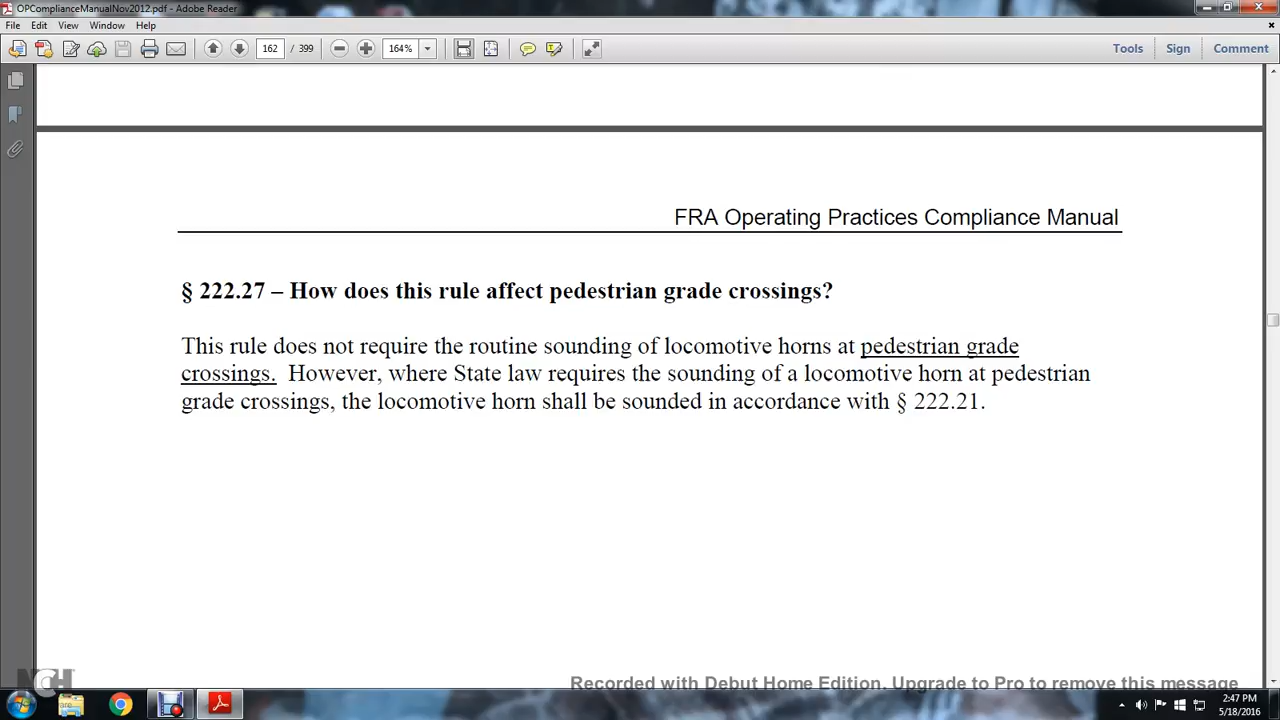 OPComplianceManualNov2012.pdf - Adobe Reader
File Edit View Window Help
162 / 399 164% Tools Sign Comment
FRA Operating Practices Compliance Manual
§ 222.27 – How does this rule affect pedestrian grade crossings?
This rule does not require the routine sounding of locomotive horns at pedestrian grade
crossings. However, where State law requires the sounding of a locomotive horn at pedestrian
grade crossings, the locomotive horn shall be sounded in accordance with § 222.21.
NCH
Recorded with Debut Home Edition. Upgrade to Pro to remove this message
2:47 PM
5/18/2016